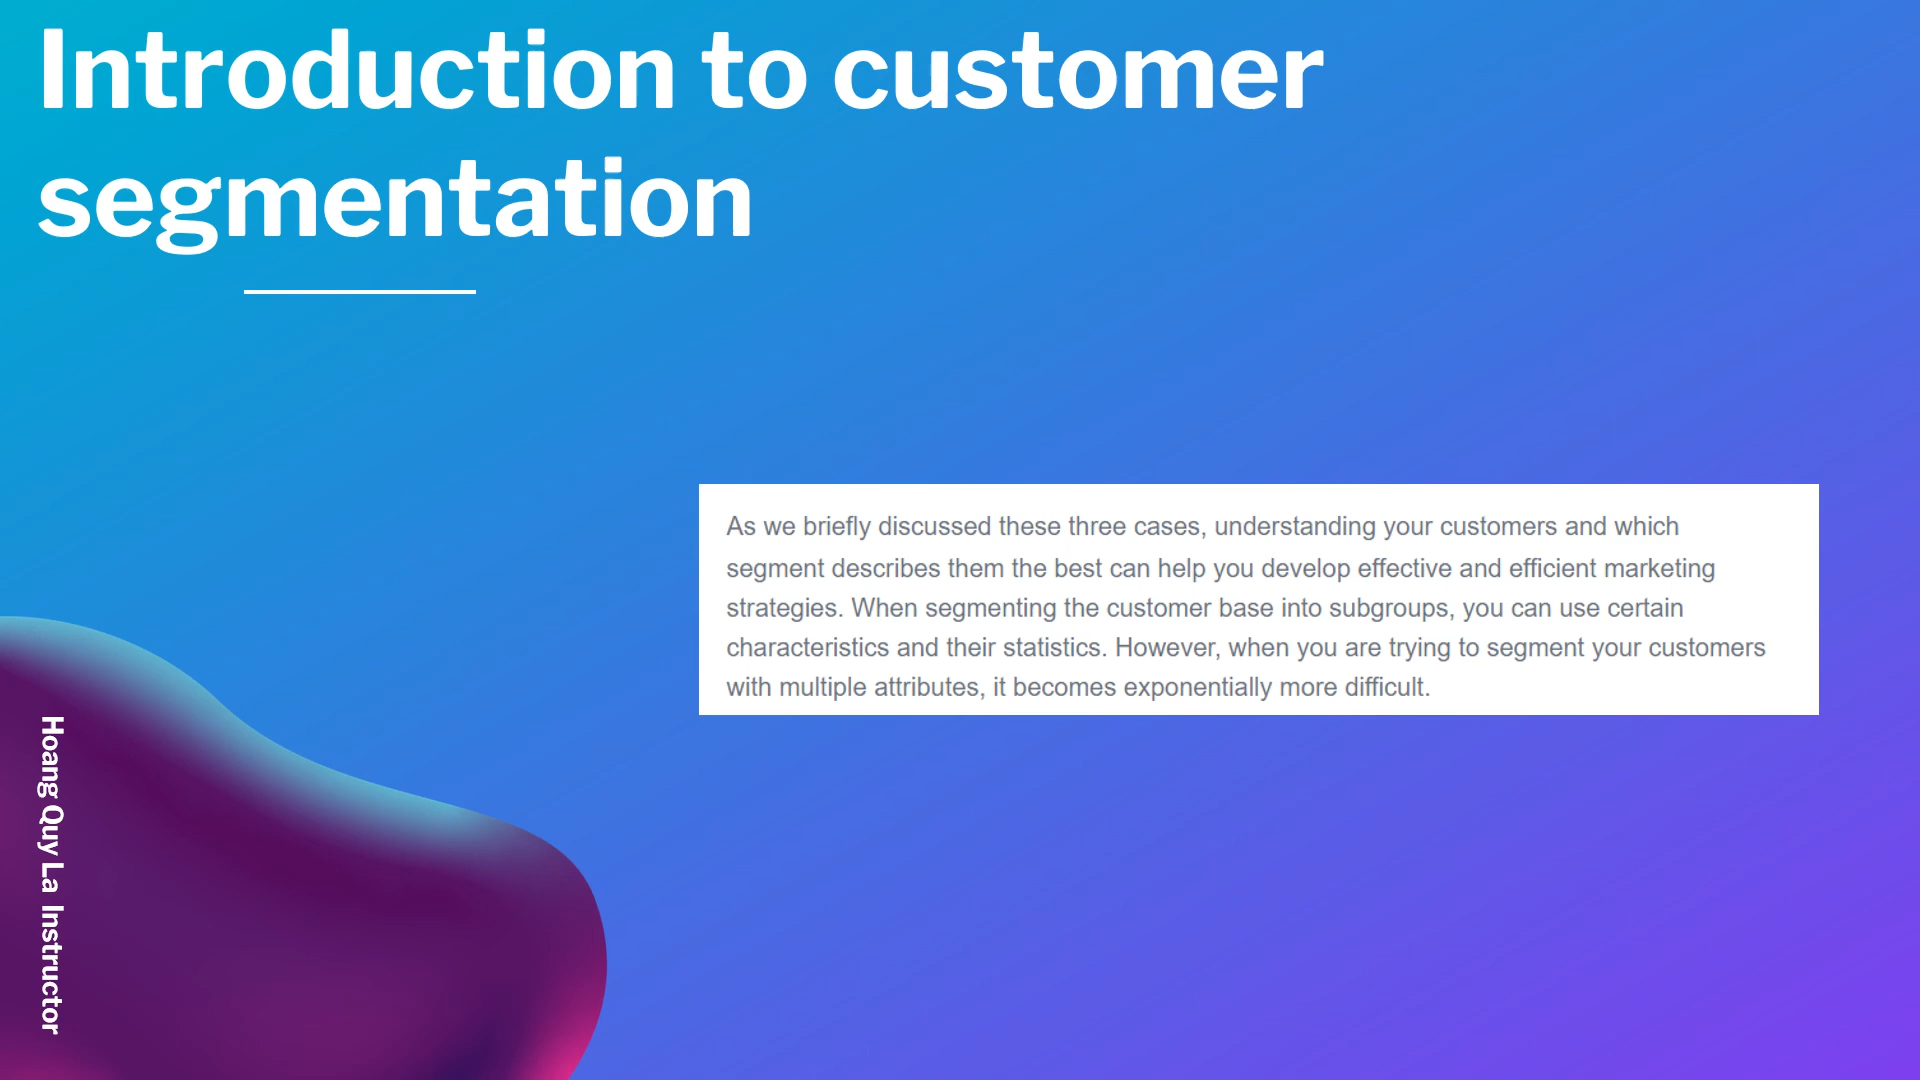 Introduction to customer
segmentation
As we briefly discussed these three cases, understanding your customers and which
segment describes them the best can help you develop effective and efficient marketing
strategies. When segmenting the customer base into subgroups, you can use certain
characteristics and their statistics. However, when you are trying to segment your customers
with multiple attributes, it becomes exponentially more difficult.
Hoang Quy La Instructor